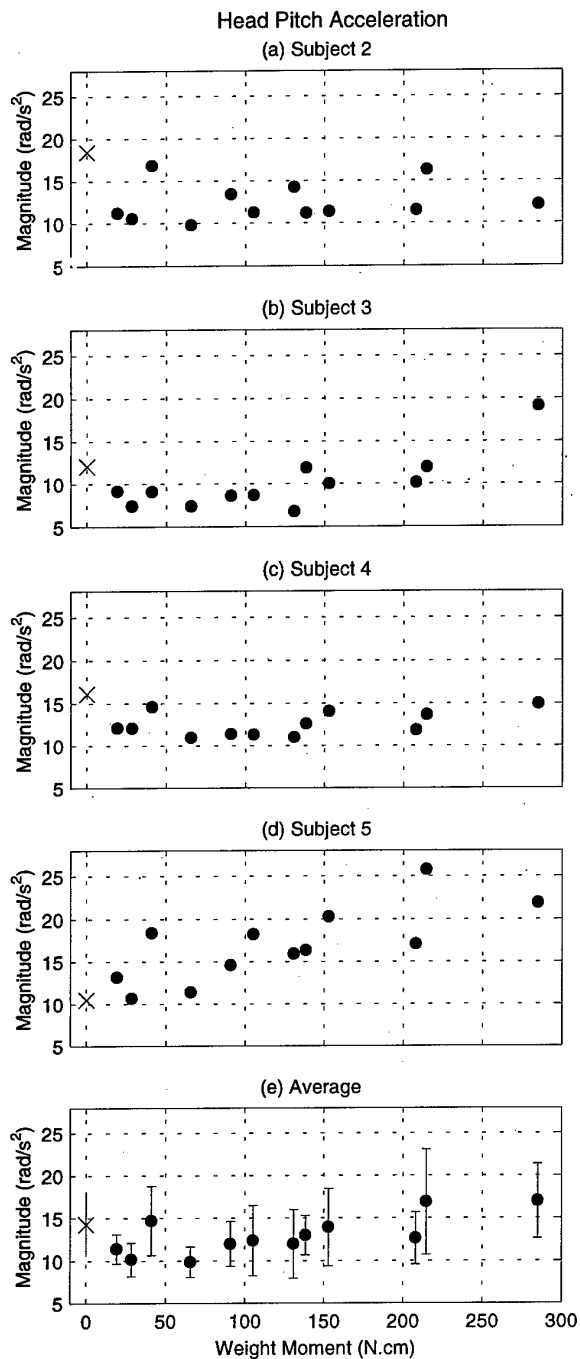 Head Pitch Acceleration
(a) Subject 2
Magnitude (rad/s²)
25
20
15
10
5
(b) Subject 3
Magnitude (rad/s²)
25
20
15
10
5
(c) Subject 4
Magnitude (rad/s²)
25
20
15
10
5
(d) Subject 5
Magnitude (rad/s²)
25
20
15
10
5
(e) Average
Magnitude (rad/s²)
25
20
15
10
5
0 50 100 150 200 250 300
Weight Moment (N.cm)